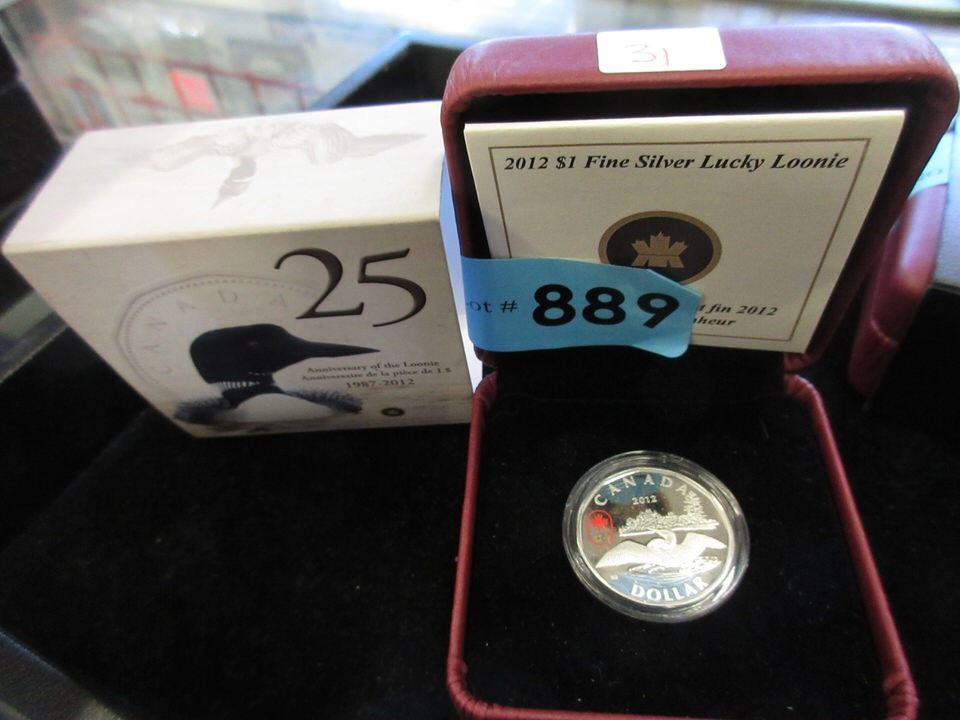 31
2012 $1 Fine Silver Lucky Loonie
ot # 889
fin 2012
CANADA
25
Anniversary of the Loonie
Anniversaire de la pièce de 1 $
1987-2012
CANADA
2012
DOLLAR